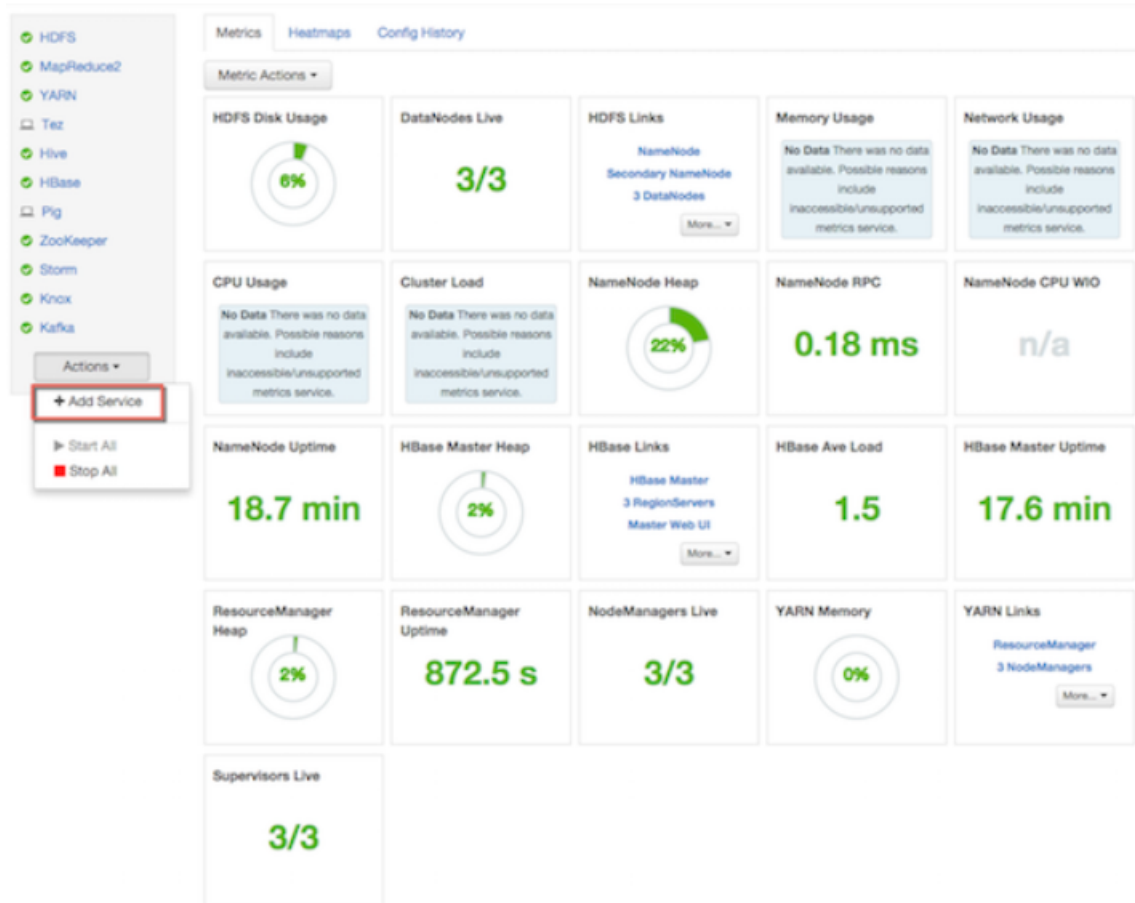 HDFS
MapReduce2
YARN
Tez
Hive
HBase
Pig
ZooKeeper
Storm
Knox
Kafka
Actions
+ Add Service
Start All
Stop All
Metrics Heatmaps Config History
Metric Actions
HDFS Disk Usage
6%
DataNodes Live
3/3
HDFS Links
NameNode
Secondary NameNode
3 DataNodes
More...
Memory Usage
No Data There was no data
available. Possible reasons
include
inaccessible/unsupported
metrics service.
Network Usage
No Data There was no data
available. Possible reasons
include
inaccessible/unsupported
metrics service.
CPU Usage
No Data There was no data
available. Possible reasons
include
inaccessible/unsupported
metrics service.
Cluster Load
No Data There was no data
available. Possible reasons
include
inaccessible/unsupported
metrics service.
NameNode Heap
22%
NameNode RPC
0.18 ms
NameNode CPU WIO
n/a
NameNode Uptime
18.7 min
HBase Master Heap
2%
HBase Links
HBase Master
3 RegionServers
Master Web UI
More...
HBase Ave Load
1.5
HBase Master Uptime
17.6 min
ResourceManager
Heap
2%
ResourceManager
Uptime
872.5 s
NodeManagers Live
3/3
YARN Memory
0%
YARN Links
ResourceManager
3 NodeManagers
More...
Supervisors Live
3/3